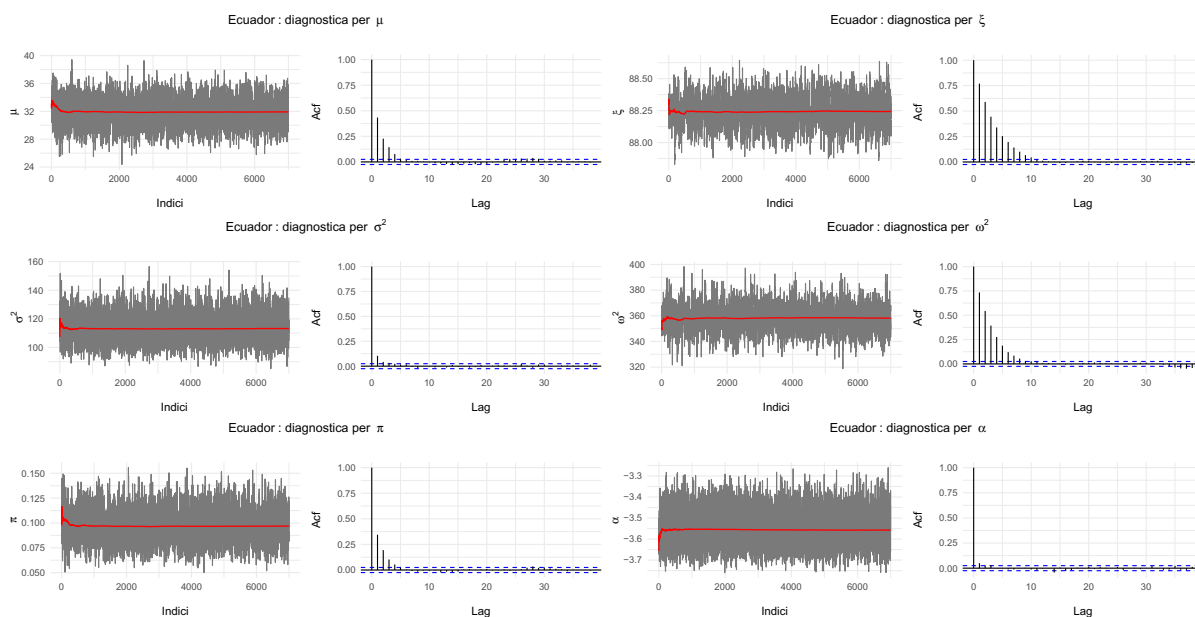 Ecuador : diagnostica per μ
40
36
32
28
24
μ
0 2000 4000 6000
Indici
1.00
0.75
0.50
0.25
0.00
Acf
0 10 20 30
Lag
Ecuador : diagnostica per ξ
88.50
88.25
88.00
ξ
0 2000 4000 6000
Indici
1.00
0.75
0.50
0.25
0.00
Acf
0 10 20 30
Lag
Ecuador : diagnostica per σ²
160
140
120
100
σ²
0 2000 4000 6000
Indici
1.00
0.75
0.50
0.25
0.00
Acf
0 10 20 30
Lag
Ecuador : diagnostica per ω²
400
380
360
340
320
ω²
0 2000 4000 6000
Indici
1.00
0.75
0.50
0.25
0.00
Acf
0 10 20 30
Lag
Ecuador : diagnostica per π
0.150
0.125
0.100
0.075
0.050
π
0 2000 4000 6000
Indici
1.00
0.75
0.50
0.25
0.00
Acf
0 10 20 30
Lag
Ecuador : diagnostica per α
−3.3
−3.4
−3.5
−3.6
−3.7
α
0 2000 4000 6000
Indici
1.00
0.75
0.50
0.25
0.00
Acf
0 10 20 30
Lag